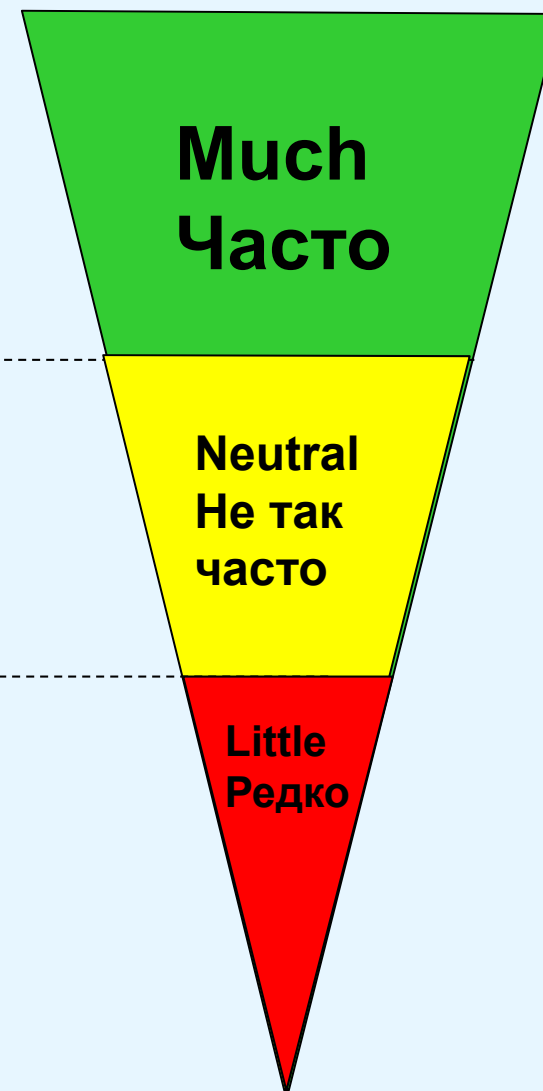 Much
Часто
Neutral
Не так
часто
Little
Редко